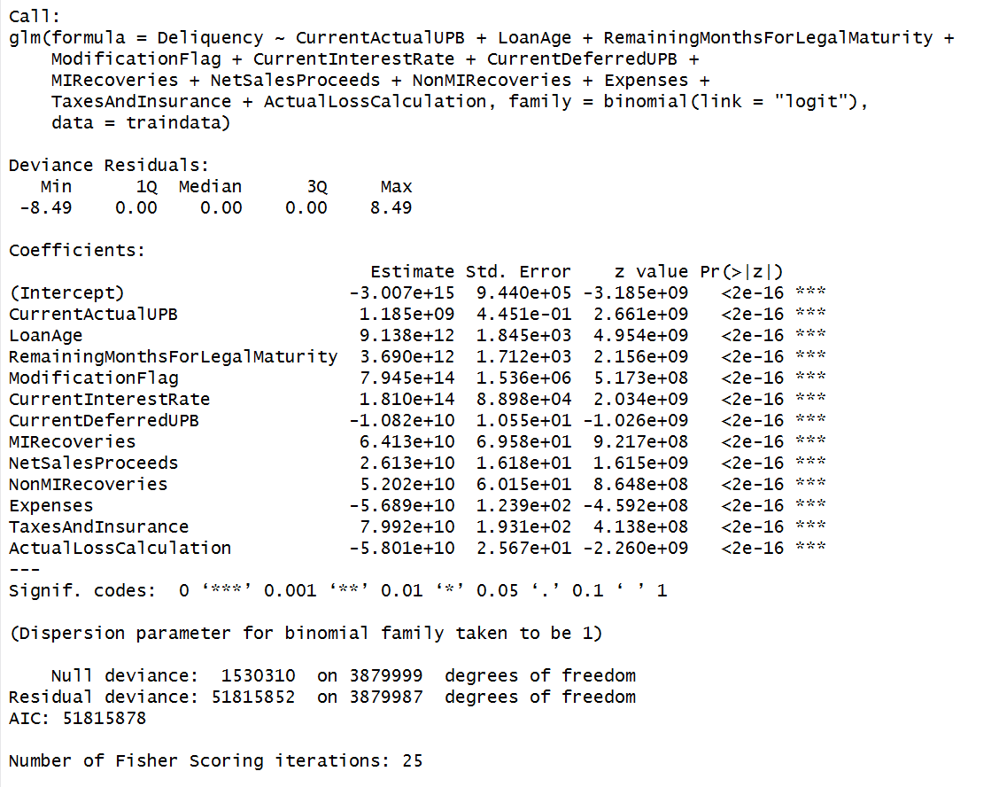 Call:
glm(formula = Deliquency ~ CurrentActualUPB + LoanAge + RemainingMonthsForLegalMaturity +
    ModificationFlag + CurrentInterestRate + CurrentDeferredUPB +
    MIRecoveries + NetSalesProceeds + NonMIRecoveries + Expenses +
    TaxesAndInsurance + ActualLossCalculation, family = binomial(link = "logit"),
    data = traindata)

Deviance Residuals:
   Min      1Q  Median      3Q     Max
 -8.49    0.00    0.00    0.00    8.49

Coefficients:
                                  Estimate Std. Error    z value Pr(>|z|)
(Intercept)                     -3.007e+15  9.440e+05 -3.185e+09   <2e-16 ***
CurrentActualUPB                 1.185e+09  4.451e-01  2.661e+09   <2e-16 ***
LoanAge                          9.138e+12  1.845e+03  4.954e+09   <2e-16 ***
RemainingMonthsForLegalMaturity  3.690e+12  1.712e+03  2.156e+09   <2e-16 ***
ModificationFlag                 7.945e+14  1.536e+06  5.173e+08   <2e-16 ***
CurrentInterestRate              1.810e+14  8.898e+04  2.034e+09   <2e-16 ***
CurrentDeferredUPB              -1.082e+10  1.055e+01 -1.026e+09   <2e-16 ***
MIRecoveries                     6.413e+10  6.958e+01  9.217e+08   <2e-16 ***
NetSalesProceeds                 2.613e+10  1.618e+01  1.615e+09   <2e-16 ***
NonMIRecoveries                  5.202e+10  6.015e+01  8.648e+08   <2e-16 ***
Expenses                        -5.689e+10  1.239e+02 -4.592e+08   <2e-16 ***
TaxesAndInsurance                7.992e+10  1.931e+02  4.138e+08   <2e-16 ***
ActualLossCalculation           -5.801e+10  2.567e+01 -2.260e+09   <2e-16 ***
---
Signif. codes:  0 ‘***’ 0.001 ‘**’ 0.01 ‘*’ 0.05 ‘.’ 0.1 ‘ ’ 1

(Dispersion parameter for binomial family taken to be 1)

    Null deviance:  1530310  on 3879999  degrees of freedom
Residual deviance: 51815852  on 3879987  degrees of freedom
AIC: 51815878

Number of Fisher Scoring iterations: 25